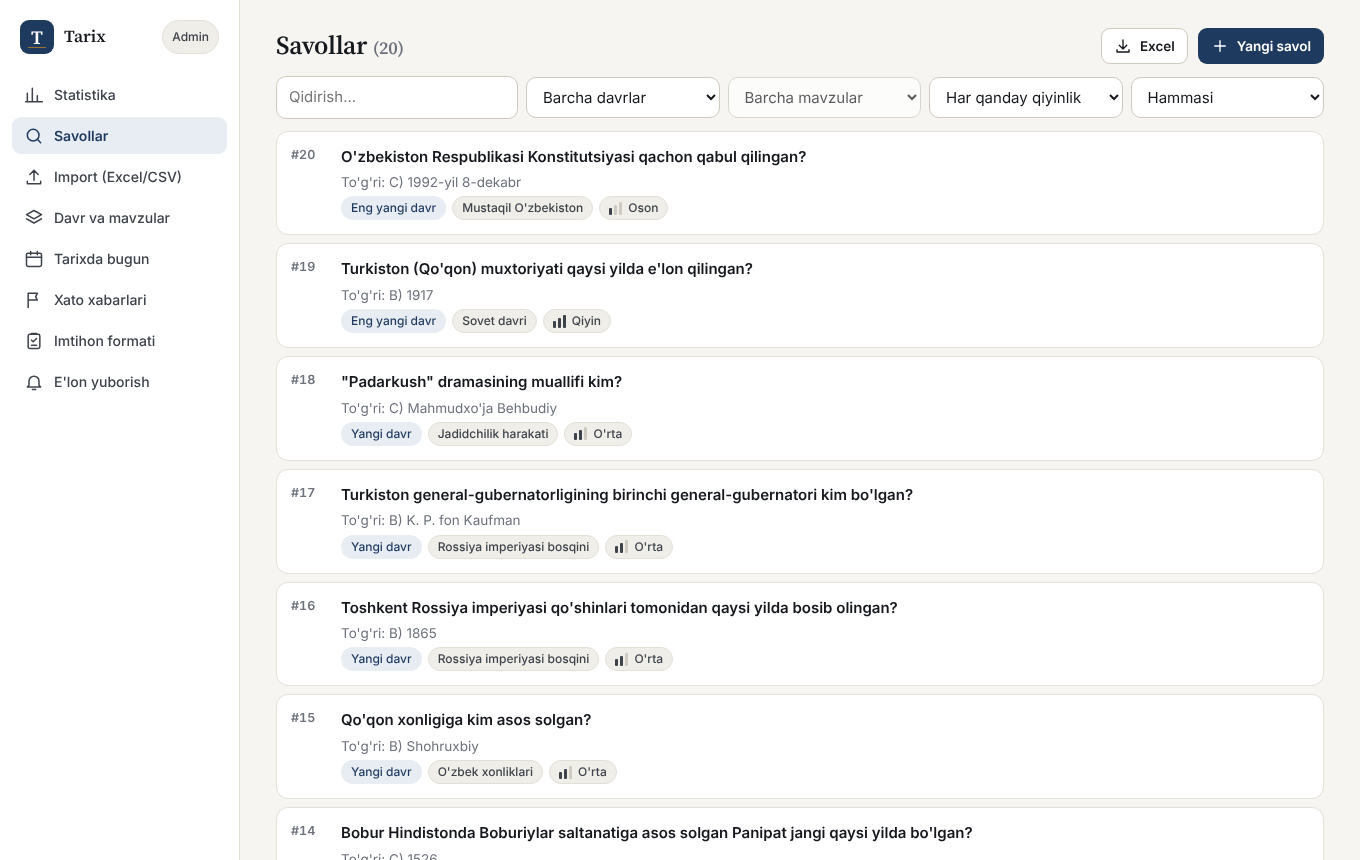 T Tarix Admin
Statistika
Savollar
Import (Excel/CSV)
Davr va mavzular
Tarixda bugun
Xato xabarlari
Imtihon formati
E'lon yuborish
Savollar (20) Excel Yangi savol
Qidirish... Barcha davrlar Barcha mavzular Har qanday qiyinlik Hammasi
#20 O'zbekiston Respublikasi Konstitutsiyasi qachon qabul qilingan?
To'g'ri: C) 1992-yil 8-dekabr
Eng yangi davr Mustaqil O'zbekiston Oson
#19 Turkiston (Qo'qon) muxtoriyati qaysi yilda e'lon qilingan?
To'g'ri: B) 1917
Eng yangi davr Sovet davri Qiyin
#18 "Padarkush" dramasining muallifi kim?
To'g'ri: C) Mahmudxo'ja Behbudiy
Yangi davr Jadidchilik harakati O'rta
#17 Turkiston general-gubernatorligining birinchi general-gubernatori kim bo'lgan?
To'g'ri: B) K. P. fon Kaufman
Yangi davr Rossiya imperiyasi bosqini O'rta
#16 Toshkent Rossiya imperiyasi qo'shinlari tomonidan qaysi yilda bosib olingan?
To'g'ri: B) 1865
Yangi davr Rossiya imperiyasi bosqini O'rta
#15 Qo'qon xonligiga kim asos solgan?
To'g'ri: B) Shohruxbiy
Yangi davr O'zbek xonliklari O'rta
#14 Bobur Hindistonda Boburiylar saltanatiga asos solgan Panipat jangi qaysi yilda bo'lgan?
To'g'ri: C) 1526